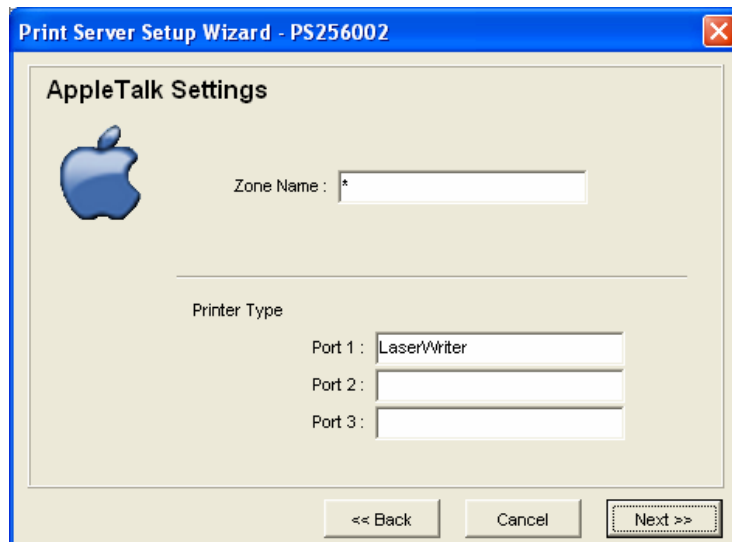 Print Server Setup Wizard - PS256002
AppleTalk Settings
Zone Name : *
Printer Type
Port 1 : LaserWriter
Port 2 :
Port 3 :
<< Back Cancel Next >>